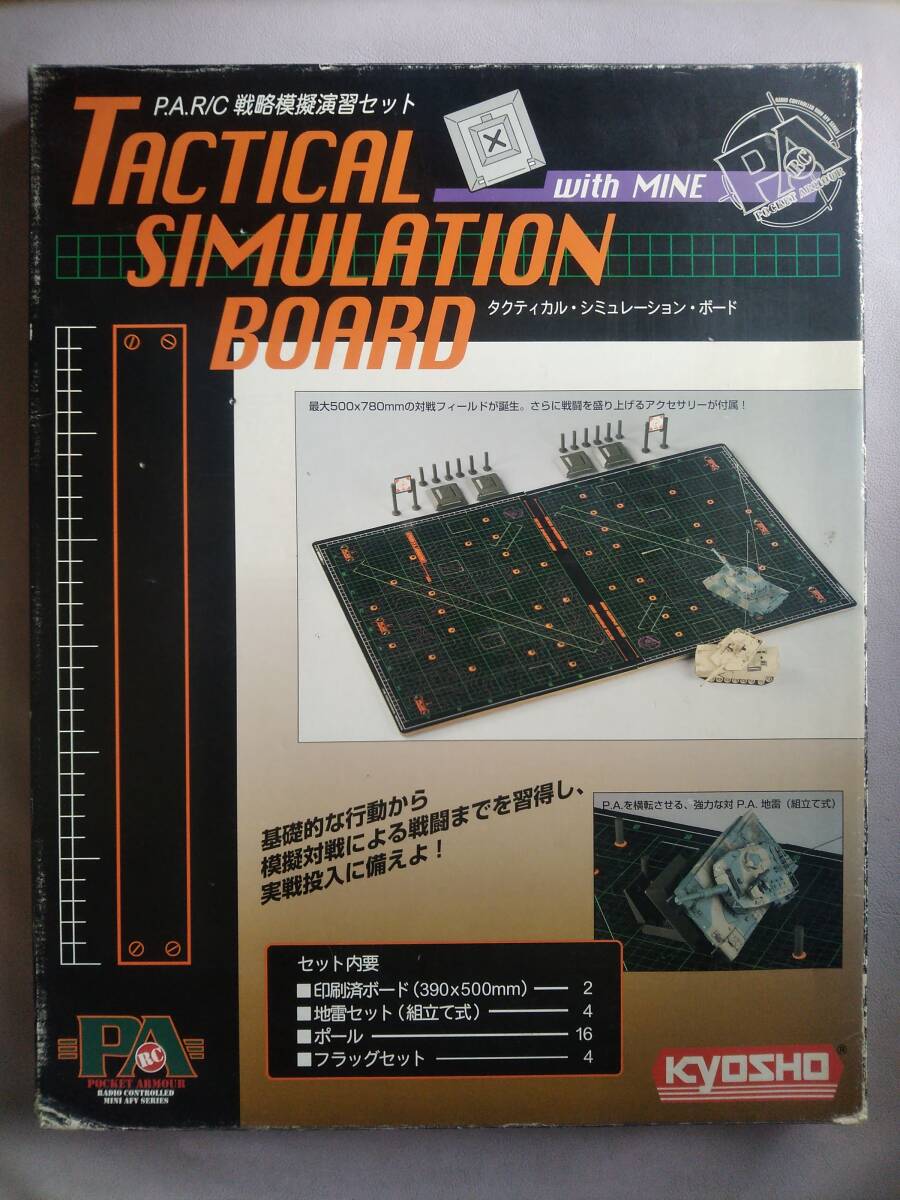 P.A.R/C 戦略模擬演習セット
TACTICAL
SIMULATION
BOARD
with MINE
RADIO CONTROLLED MINI AFV SERIES
PA
RC
POCKET ARMOUR
タクティカル・シミュレーション・ボード
最大500x780mmの対戦フィールドが誕生。さらに戦闘を盛り上げるアクセサリーが付属！
基礎的な行動から
模擬対戦による戦闘までを習得し、
実戦投入に備えよ！
P.A.を横転させる、強力な対 P.A. 地雷（組立て式）
セット内要
■印刷済ボード（390x500mm） 2
■地雷セット（組立て式） 4
■ポール 16
■フラッグセット 4
PA
RC
POCKET ARMOUR
RADIO CONTROLLED
MINI AFV SERIES
KYOSHO®